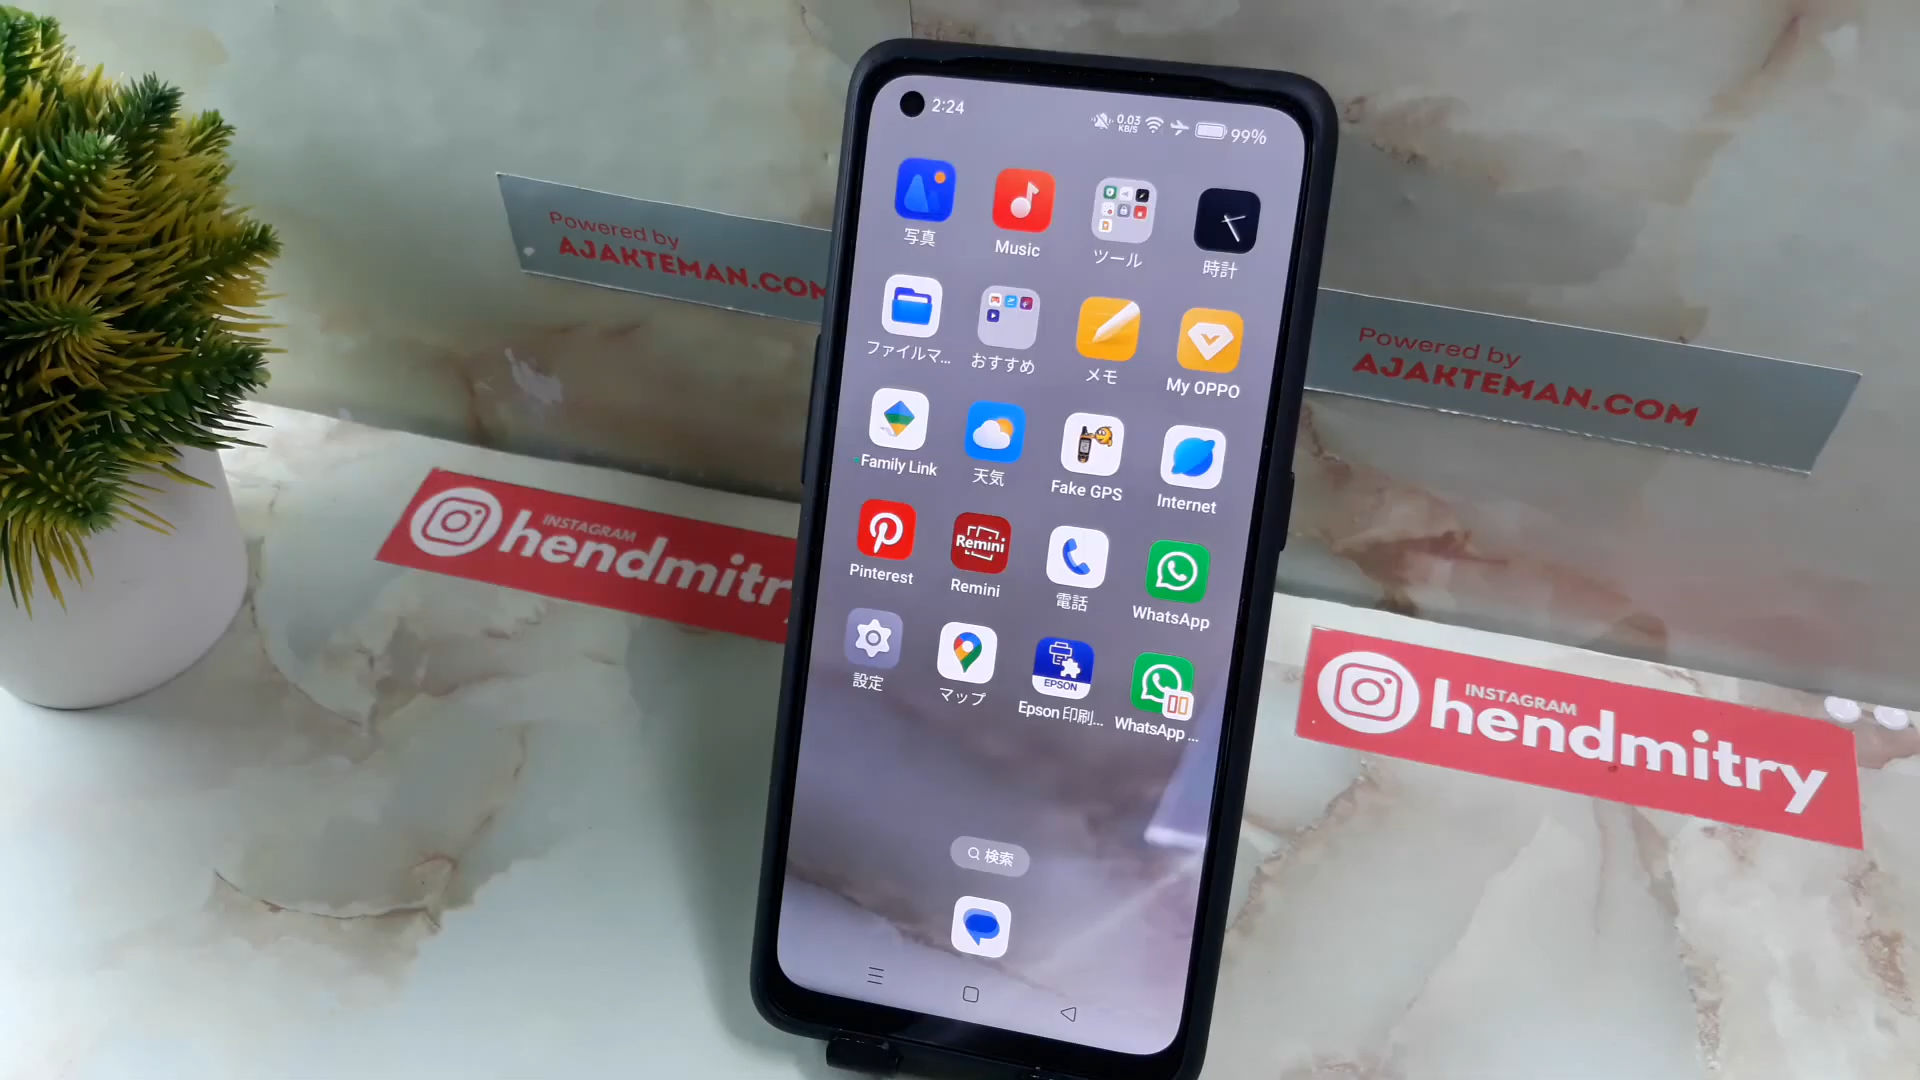 2:24
0.03
KB/S
99%
写真
Music
ツール
時計
ファイルマ...
おすすめ
メモ
My OPPO
Family Link
天気
Fake GPS
Internet
Pinterest
Remini
Remini
電話
WhatsApp
設定
マップ
EPSON
Epson 印刷...
WhatsApp ...
検索
Powered by
AJAKTEMAN.COM
Powered by
AJAKTEMAN.COM
INSTAGRAM
hendmitry
INSTAGRAM
hendmitry